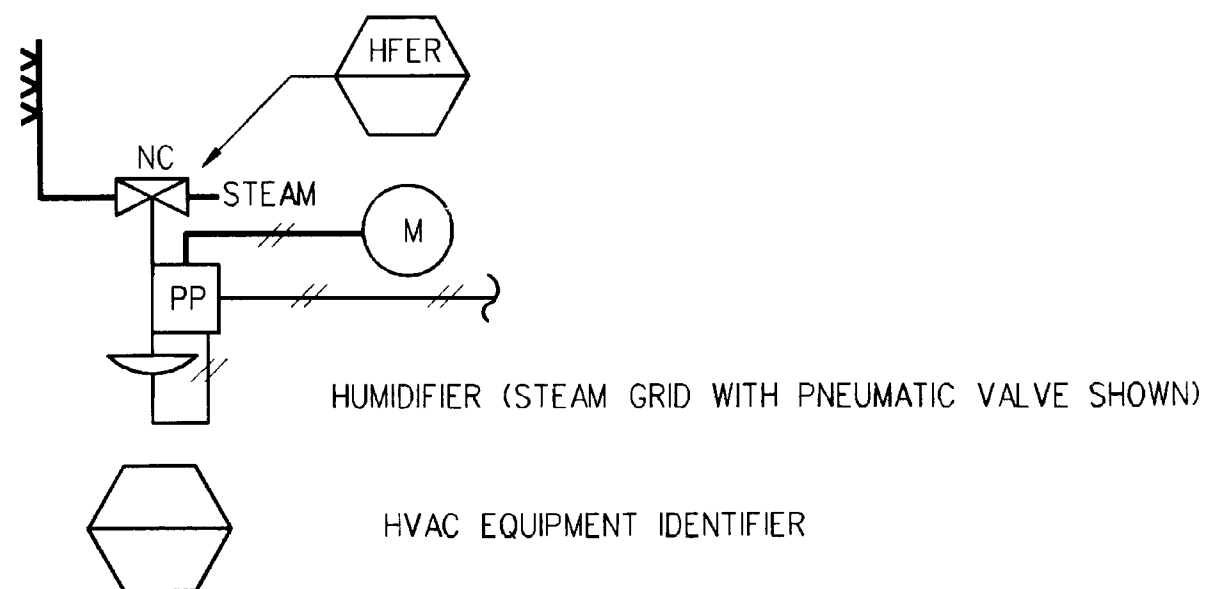 HFER
NC
STEAM
M
PP
HUMIDIFIER (STEAM GRID WITH PNEUMATIC VALVE SHOWN)
HVAC EQUIPMENT IDENTIFIER